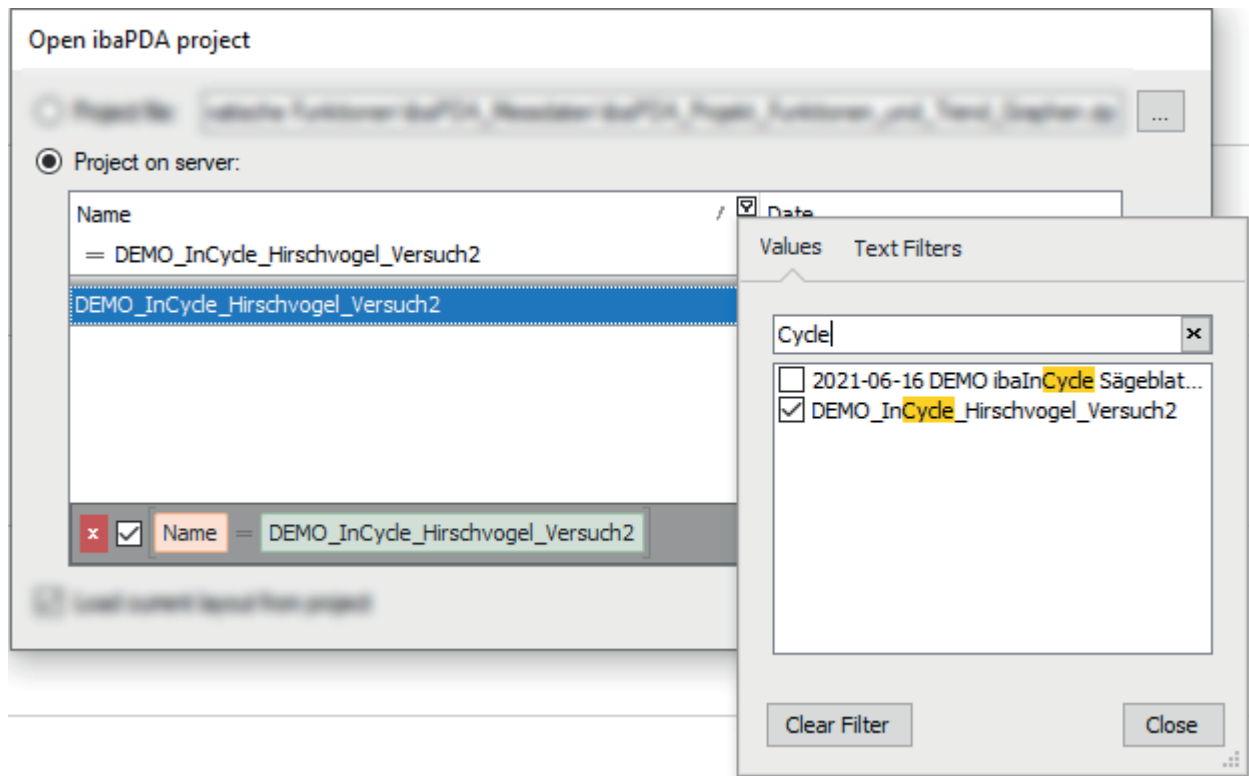 Open ibaPDA project
...
Project on server:
Name / Date
= DEMO_InCycle_Hirschvogel_Versuch2
DEMO_InCycle_Hirschvogel_Versuch2
x Name = DEMO_InCycle_Hirschvogel_Versuch2
Values Text Filters
Cycle
2021-06-16 DEMO ibaInCycle Sägeblat...
DEMO_InCycle_Hirschvogel_Versuch2
Clear Filter Close